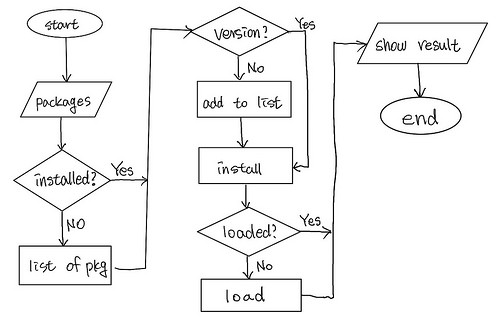 start
packages
installed?
Yes
NO
list of pkg
version?
Yes
No
add to list
install
loaded?
Yes
No
load
show result
end